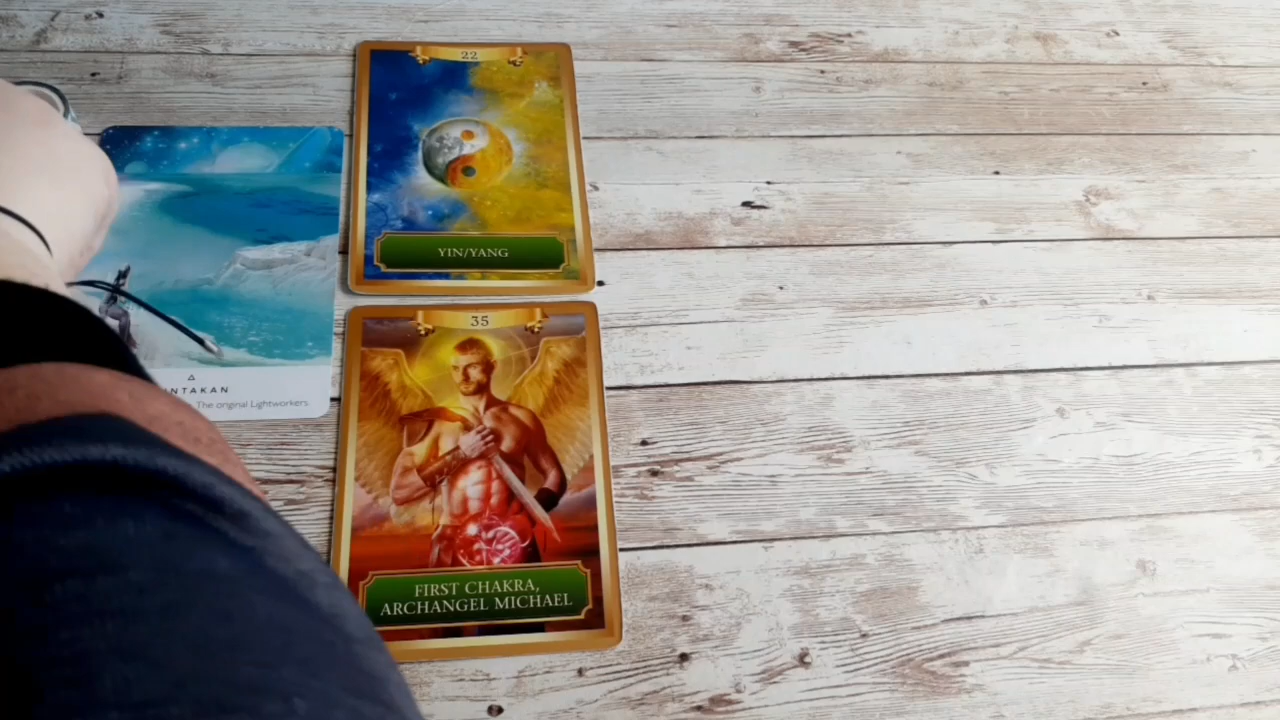 22
YIN/YANG
35
FIRST CHAKRA,
ARCHANGEL MICHAEL
NTAKAN
The original Lightworkers.